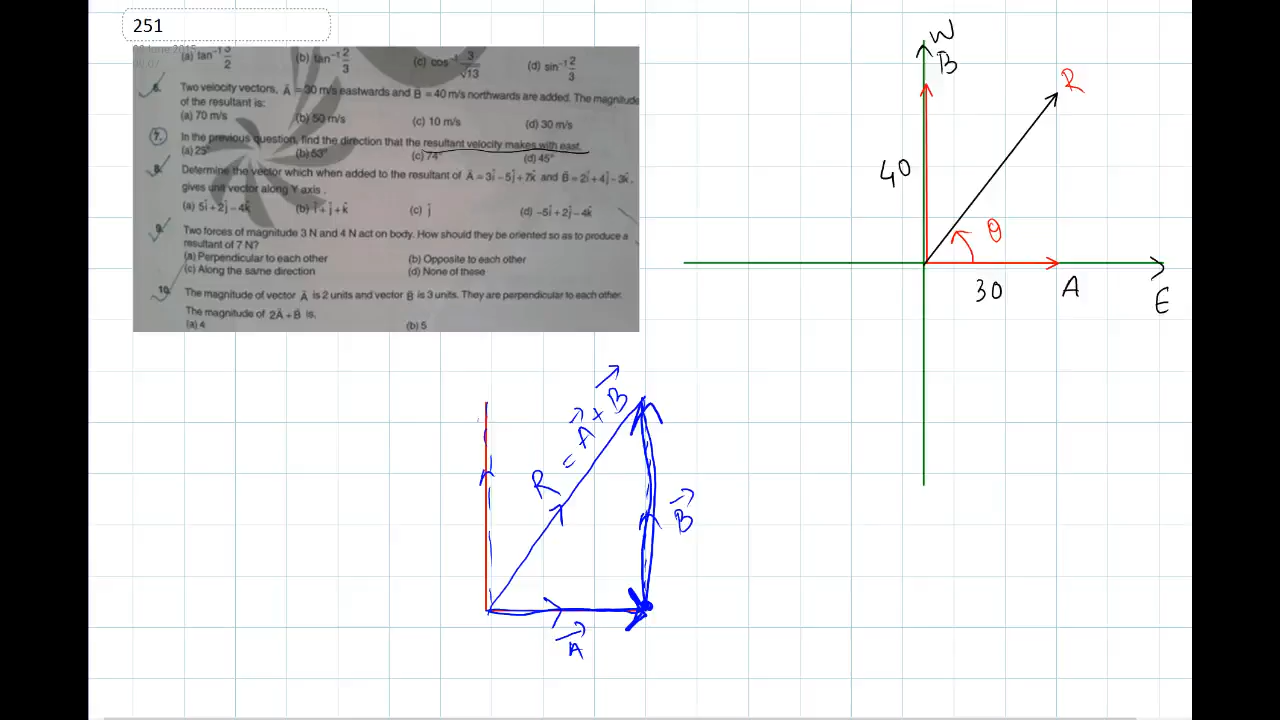 251
(a) tan⁻¹ 3/2 (b) tan⁻¹ 2/3 (c) cos⁻¹ 3/√13 (d) sin⁻¹ 2/3
6. Two velocity vectors, A⃗ = 30 m/s eastwards and B⃗ = 40 m/s northwards are added. The magnitude
of the resultant is:
(a) 70 m/s (b) 50 m/s (c) 10 m/s (d) 30 m/s
7. In the previous question, find the direction that the resultant velocity makes with east.
(a) 25° (b) 53° (c) 74° (d) 45°
8. Determine the vector which when added to the resultant of A⃗ = 3î − 5ĵ + 7k̂ and B⃗ = 2î + 4ĵ − 3k̂,
gives unit vector along Y axis.
(a) 5î + 2ĵ − 4k̂ (b) î + ĵ + k̂ (c) ĵ (d) −5î + 2ĵ − 4k̂
9. Two forces of magnitude 3 N and 4 N act on body. How should they be oriented so as to produce a
resultant of 7 N?
(a) Perpendicular to each other (b) Opposite to each other
(c) Along the same direction (d) None of these
10. The magnitude of vector A⃗ is 2 units and vector B⃗ is 3 units. They are perpendicular to each other.
The magnitude of 2A⃗ + B⃗ is:
(a) 4 (b) 5
N
B
R
40
θ
30
A
E
R = A⃗ + B⃗
B⃗
A⃗